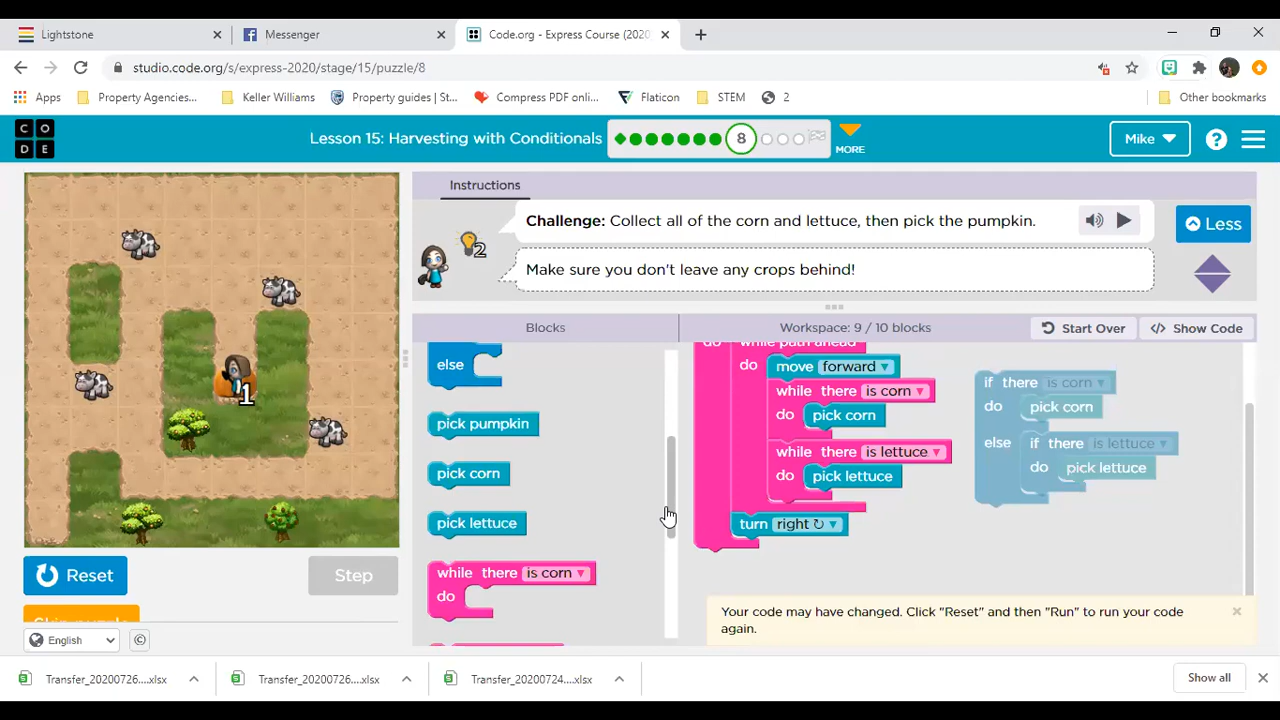 Lightstone
Messenger
Code.org - Express Course (2020
studio.code.org/s/express-2020/stage/15/puzzle/8
Apps
Property Agencies...
Keller Williams
Property guides | St...
Compress PDF onl...
Flaticon
STEM
2
Other bookmarks
C O
D E
Lesson 15: Harvesting with Conditionals
8
MORE
Mike
?
Instructions
2
Challenge: Collect all of the corn and lettuce, then pick the pumpkin.
Less
Make sure you don't leave any crops behind!
Blocks
Workspace: 9 / 10 blocks
Start Over
</> Show Code
1
else
pick pumpkin
pick corn
pick lettuce
while there is corn
do
do while path ahead
do move forward
while there is corn
do pick corn
while there is lettuce
do pick lettuce
turn right ↻
if there is corn
do pick corn
else if there is lettuce
do pick lettuce
Reset
Step
Skip puzzle
English
©
Your code may have changed. Click "Reset" and then "Run" to run your code
again.
Transfer_20200726....xlsx
Transfer_20200726....xlsx
Transfer_20200724....xlsx
Show all